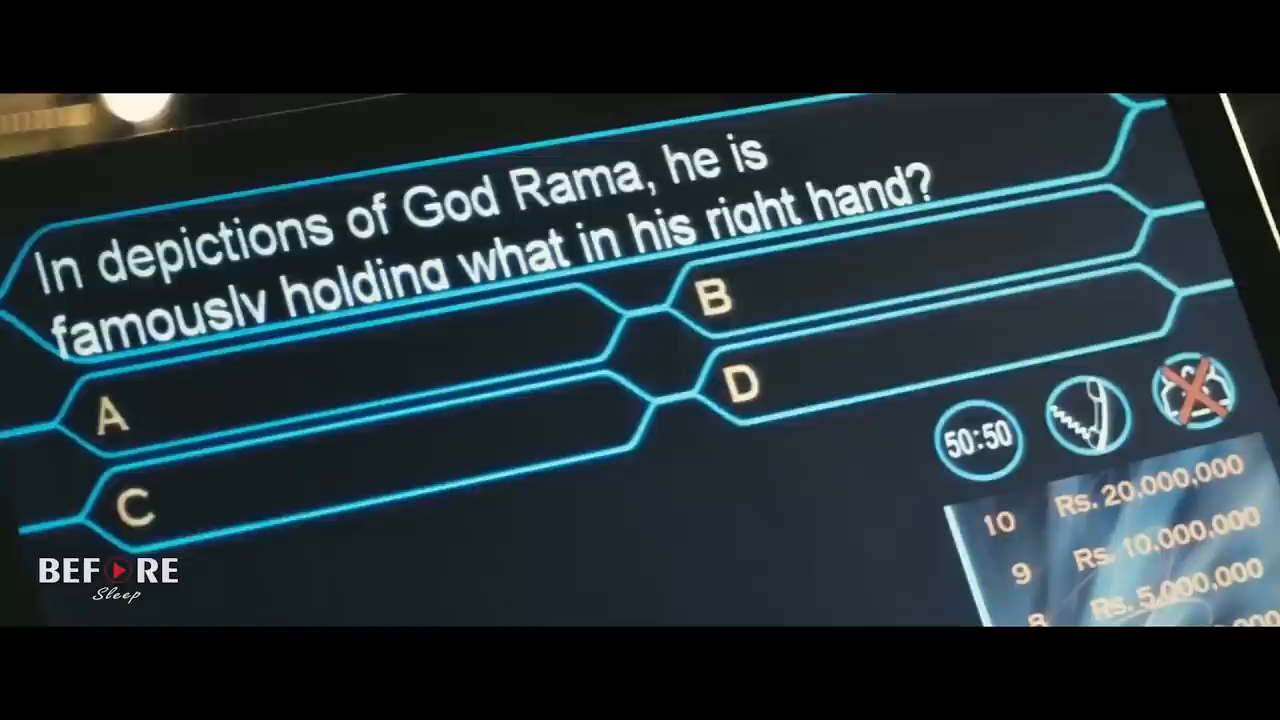 In depictions of God Rama, he is
famously holding what in his right hand?
A
B
C
D
50:50
10 Rs. 20,000,000
9 Rs. 10,000,000
8 Rs. 5,000,000
BEFORE
Sleep